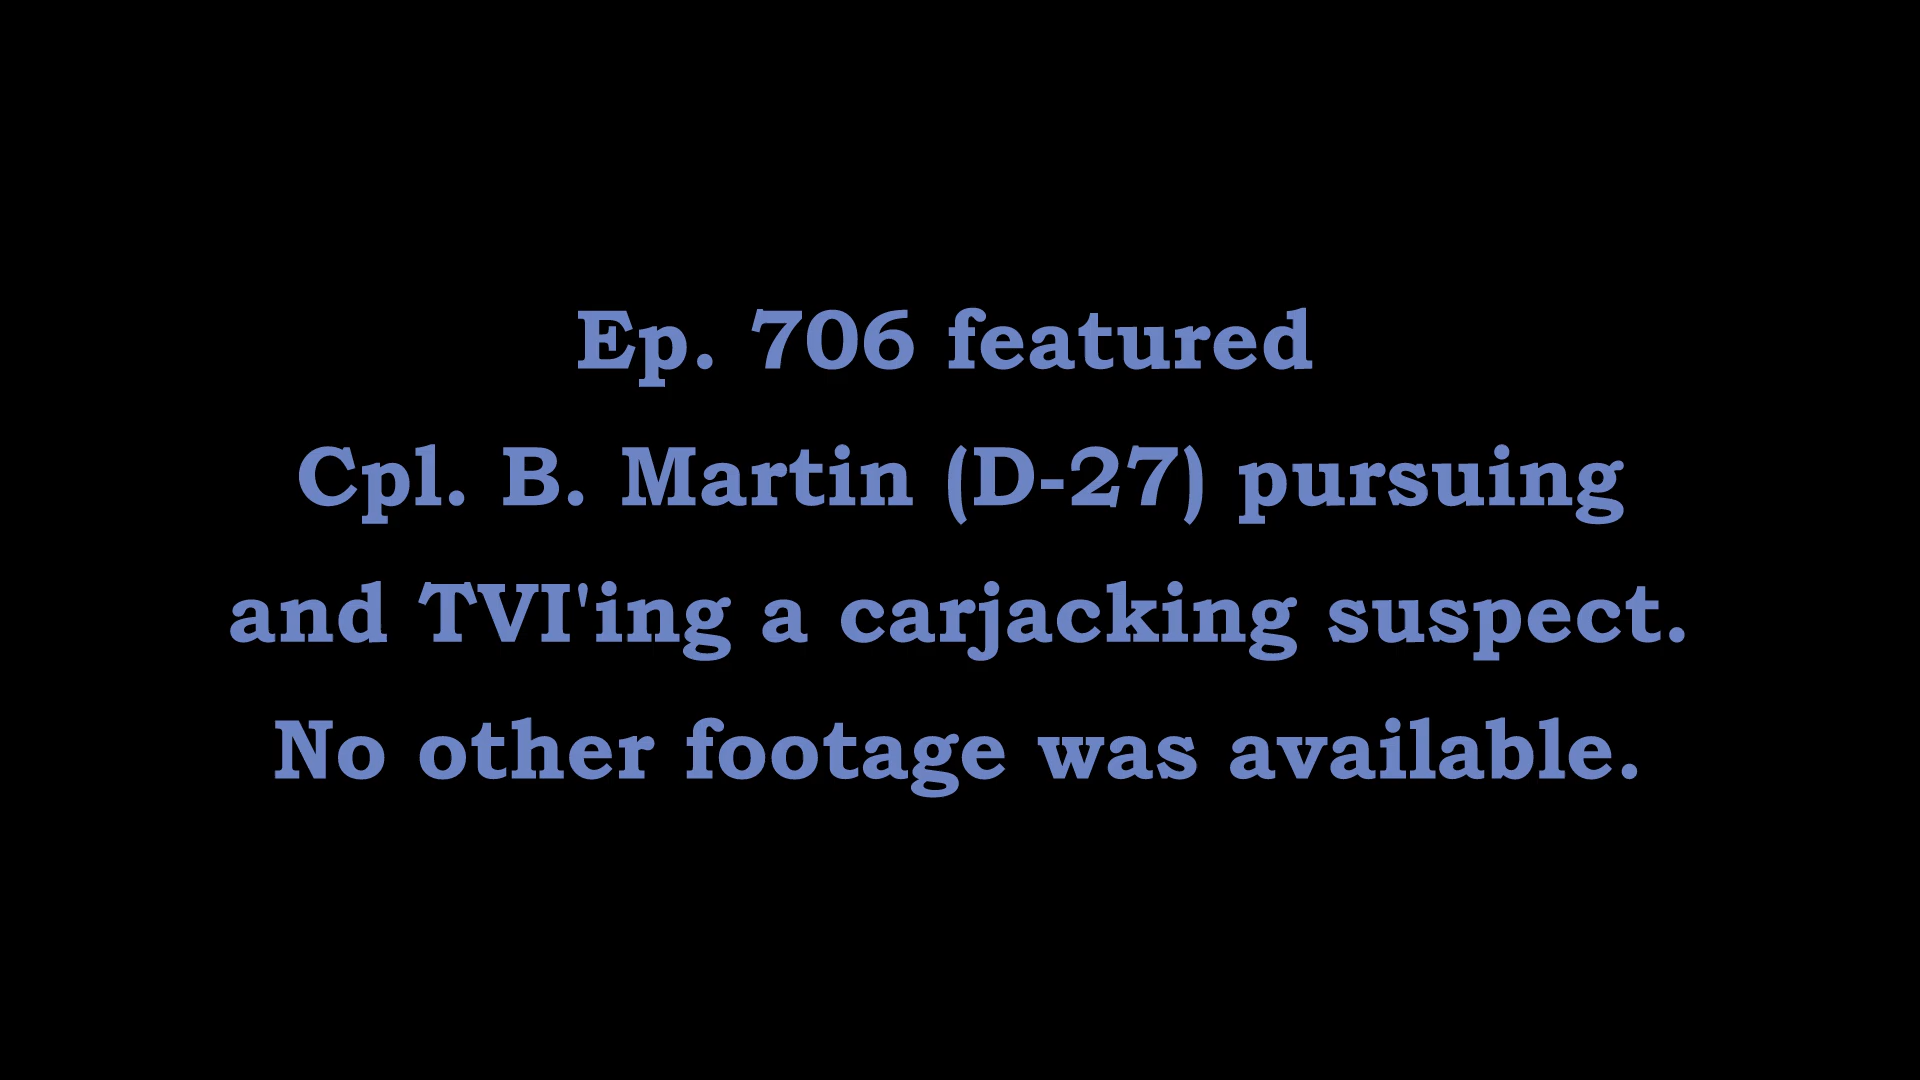 Ep. 706 featured
Cpl. B. Martin (D-27) pursuing
and TVI'ing a carjacking suspect.
No other footage was available.